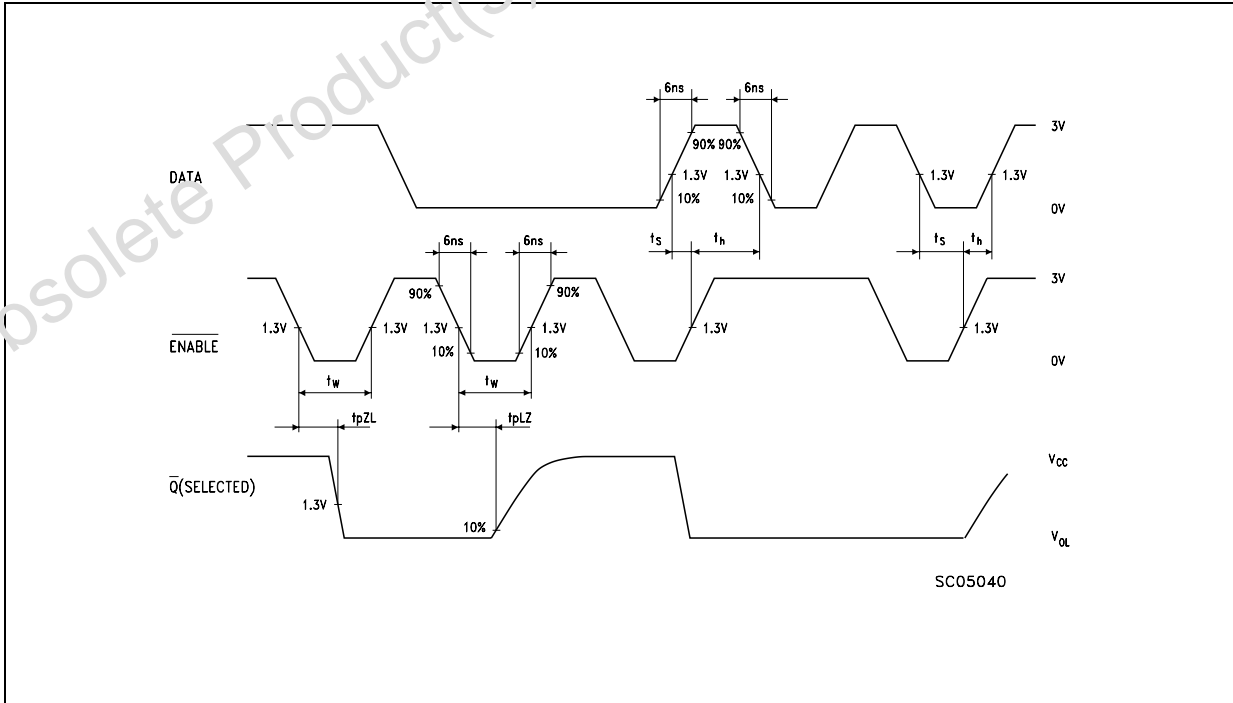 Obsolete Product(s)
6ns 6ns
3V
90% 90%
DATA 1.3V 1.3V 1.3V 1.3V
10% 10%
0V
tS th tS th
6ns 6ns
3V
90% 90%
ENABLE 1.3V 1.3V 1.3V 1.3V 1.3V 1.3V
10% 10%
0V
tW tW
tpZL tpLZ
VCC
Q̅(SELECTED)
1.3V
10%
VOL
SC05040